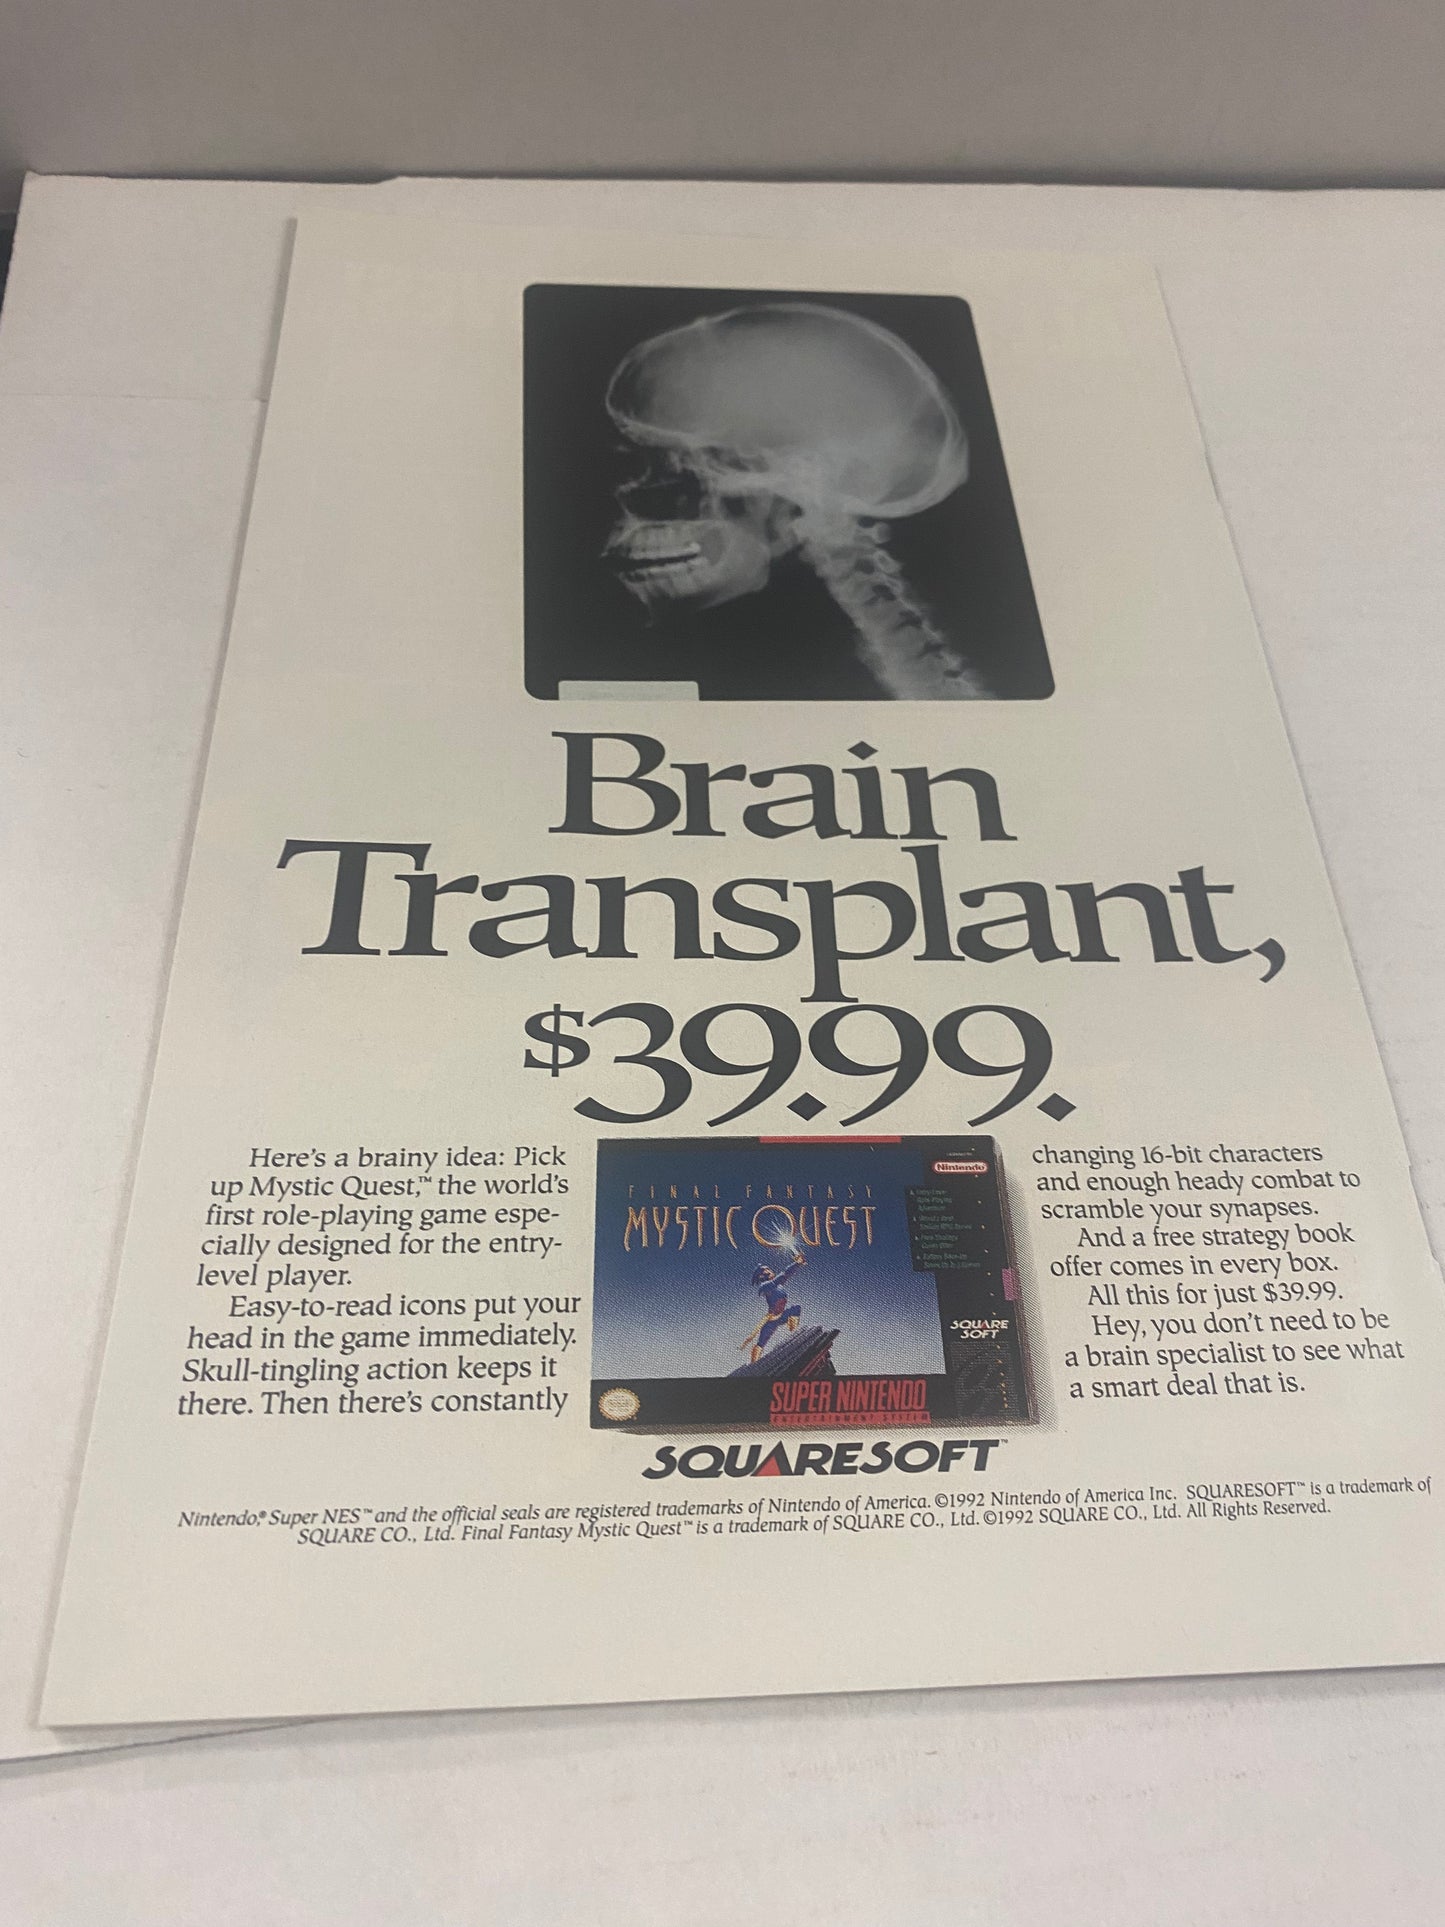 Brain
Transplant,
$39.99.
Here's a brainy idea: Pick
up Mystic Quest,™ the world's
first role-playing game espe-
cially designed for the entry-
level player.
Easy-to-read icons put your
head in the game immediately.
Skull-tingling action keeps it
there. Then there's constantly
FINAL FANTASY
MYSTIC QUEST
Nintendo
SQUARE
SOFT
SUPER NINTENDO
ENTERTAINMENT SYSTEM
changing 16-bit characters
and enough heady combat to
scramble your synapses.
And a free strategy book
offer comes in every box.
All this for just $39.99.
Hey, you don't need to be
a brain specialist to see what
a smart deal that is.
SQUARESOFT™
Nintendo,® Super NES™ and the official seals are registered trademarks of Nintendo of America. ©1992 Nintendo of America Inc. SQUARESOFT™ is a trademark of
SQUARE CO., Ltd. Final Fantasy Mystic Quest™ is a trademark of SQUARE CO., Ltd. ©1992 SQUARE CO., Ltd. All Rights Reserved.